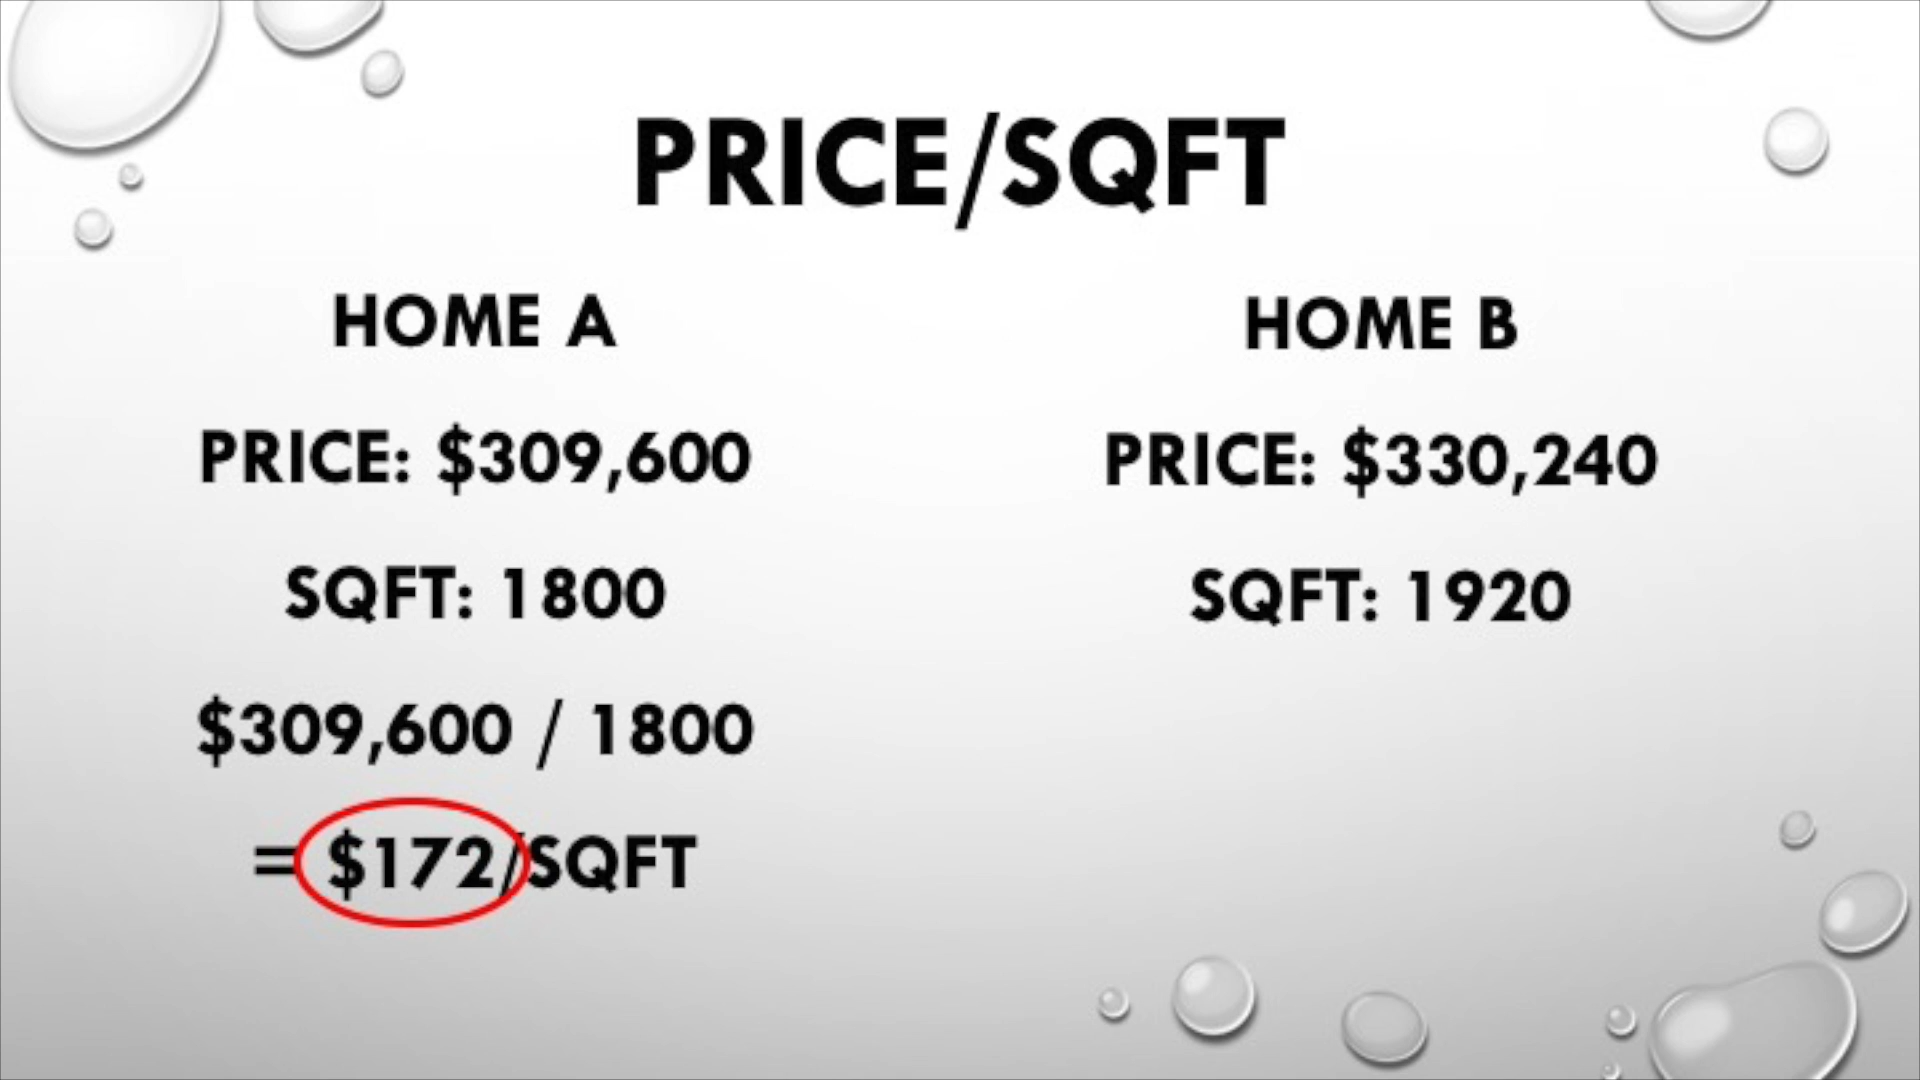 PRICE/SQFT
HOME A
PRICE: $309,600
SQFT: 1800
$309,600 / 1800
= $172/SQFT
HOME B
PRICE: $330,240
SQFT: 1920